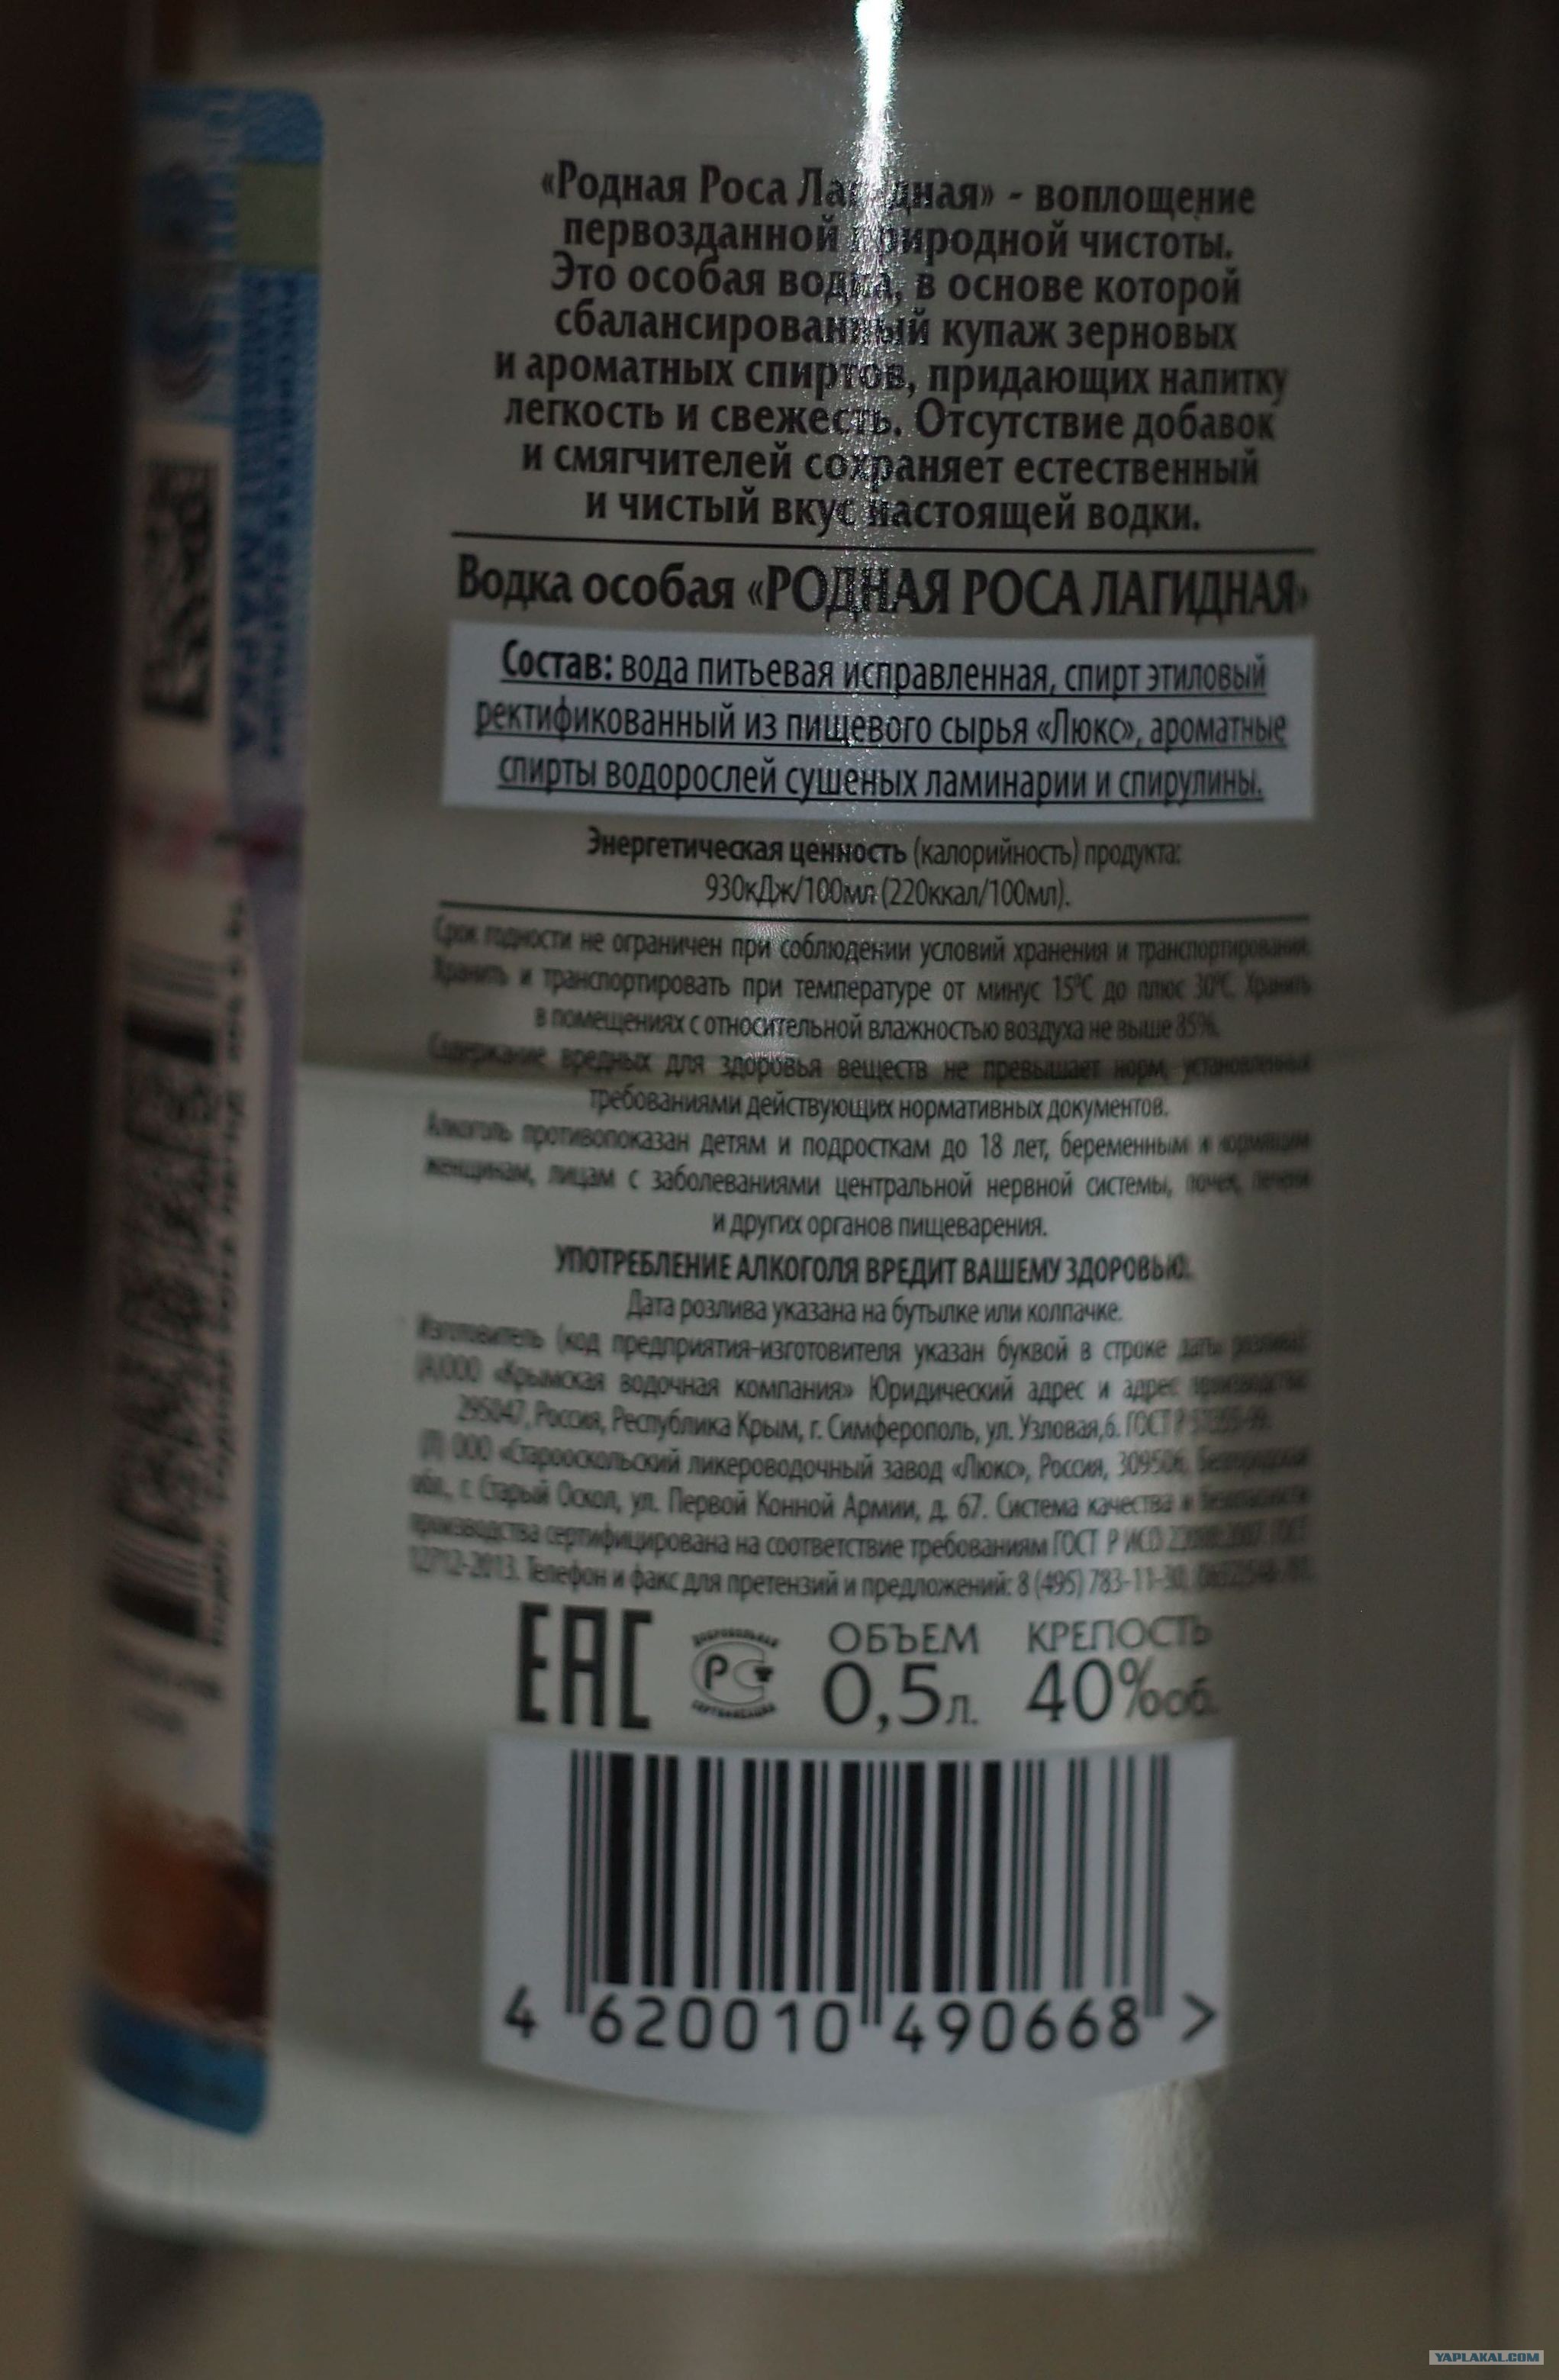 «Родная Роса Лагидная» - воплощение
первозданной природной чистоты.
Это особая водка, в основе которой
сбалансированный купаж зерновых
и ароматных спиртов, придающих напитку
легкость и свежесть. Отсутствие добавок
и смягчителей сохраняет естественный
и чистый вкус настоящей водки.
Водка особая «РОДНАЯ РОСА ЛАГИДНАЯ»
Состав: вода питьевая исправленная, спирт этиловый
ректификованный из пищевого сырья «Люкс», ароматные
спирты водорослей сушеных ламинарии и спирулины.
Энергетическая ценность (калорийность) продукта:
930кДж/100мл (220ккал/100мл).
Срок годности не ограничен при соблюдении условий хранения и транспортирования.
Хранить и транспортировать при температуре от минус 15°С до плюс 30°С. Хранить
в помещениях с относительной влажностью воздуха не выше 85%.
Содержание вредных для здоровья веществ не превышает норм, установленных
требованиями действующих нормативных документов.
Алкоголь противопоказан детям и подросткам до 18 лет, беременным и кормящим
женщинам, лицам с заболеваниями центральной нервной системы, почек, печени
и других органов пищеварения.
УПОТРЕБЛЕНИЕ АЛКОГОЛЯ ВРЕДИТ ВАШЕМУ ЗДОРОВЬЮ.
Дата розлива указана на бутылке или колпачке.
Изготовитель (код предприятия-изготовителя указан буквой в строке даты розлива):
(А)ООО «Крымская водочная компания» Юридический адрес и адрес производства:
295047, Россия, Республика Крым, г. Симферополь, ул. Узловая,6. ГОСТ Р
ООО «Старооскольский ликероводочный завод «Люкс», Россия, 309506, Белгородская
обл., г. Старый Оскол, ул. Первой Конной Армии, д. 67. Система качества и безопасности
производства сертифицирована на соответствие требованиям ГОСТ Р ИСО ГОСТ
12712-2013. Телефон и факс для претензий и предложений: 8 (495) 783-11-30,
EAC
ДОБРОВОЛЬНАЯ
РСТ
СЕРТИФИКАЦИЯ
ОБЪЕМ КРЕПОСТЬ
0,5л. 40%об.
4 620010 490668 >
YAPLAKAL.COM